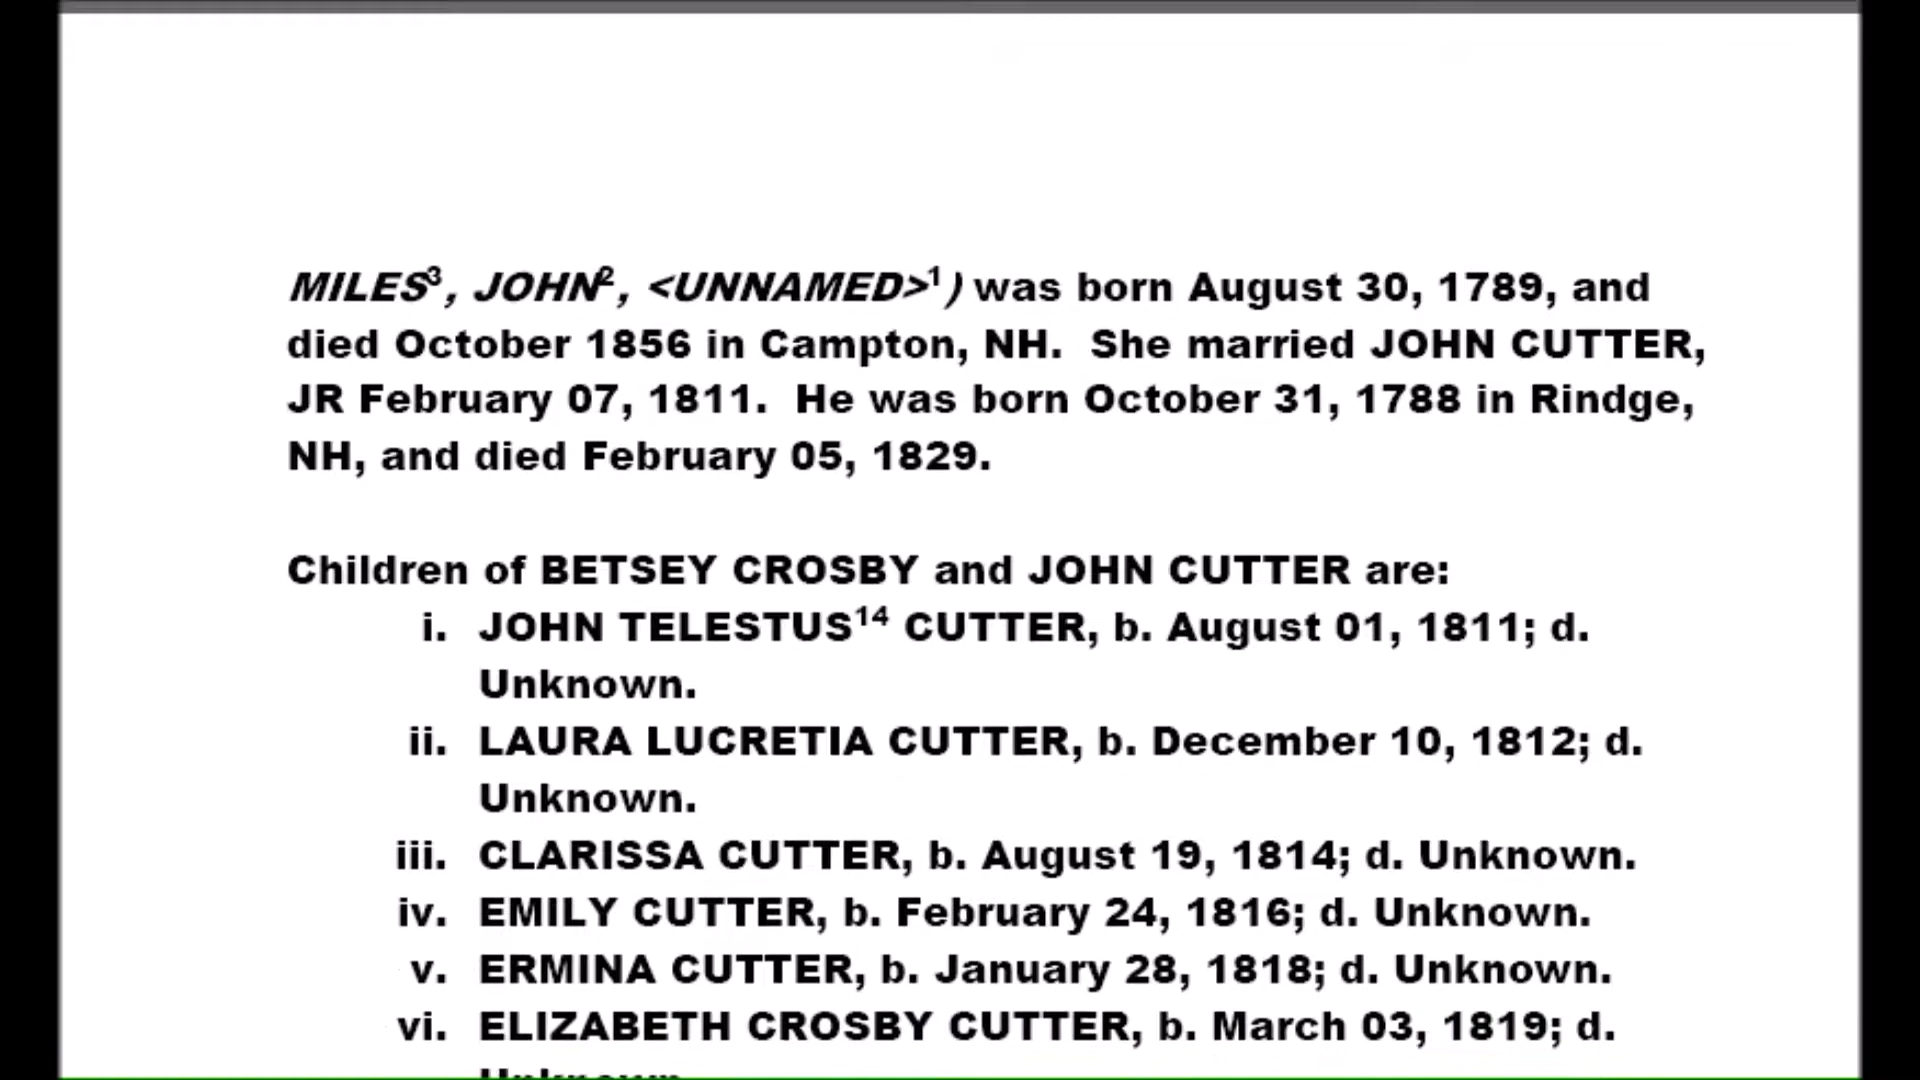 MILES³, JOHN², <UNNAMED>¹) was born August 30, 1789, and
died October 1856 in Campton, NH. She married JOHN CUTTER,
JR February 07, 1811. He was born October 31, 1788 in Rindge,
NH, and died February 05, 1829.
Children of BETSEY CROSBY and JOHN CUTTER are:
i. JOHN TELESTUS¹⁴ CUTTER, b. August 01, 1811; d.
Unknown.
ii. LAURA LUCRETIA CUTTER, b. December 10, 1812; d.
Unknown.
iii. CLARISSA CUTTER, b. August 19, 1814; d. Unknown.
iv. EMILY CUTTER, b. February 24, 1816; d. Unknown.
v. ERMINA CUTTER, b. January 28, 1818; d. Unknown.
vi. ELIZABETH CROSBY CUTTER, b. March 03, 1819; d.